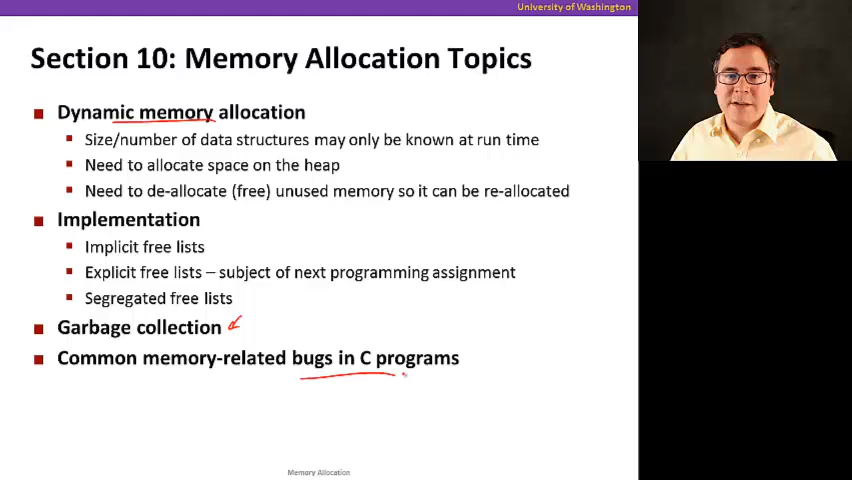 University of Washington
Section 10: Memory Allocation Topics
Dynamic memory allocation
Size/number of data structures may only be known at run time
Need to allocate space on the heap
Need to de-allocate (free) unused memory so it can be re-allocated
Implementation
Implicit free lists
Explicit free lists – subject of next programming assignment
Segregated free lists
Garbage collection
Common memory-related bugs in C programs
Memory Allocation